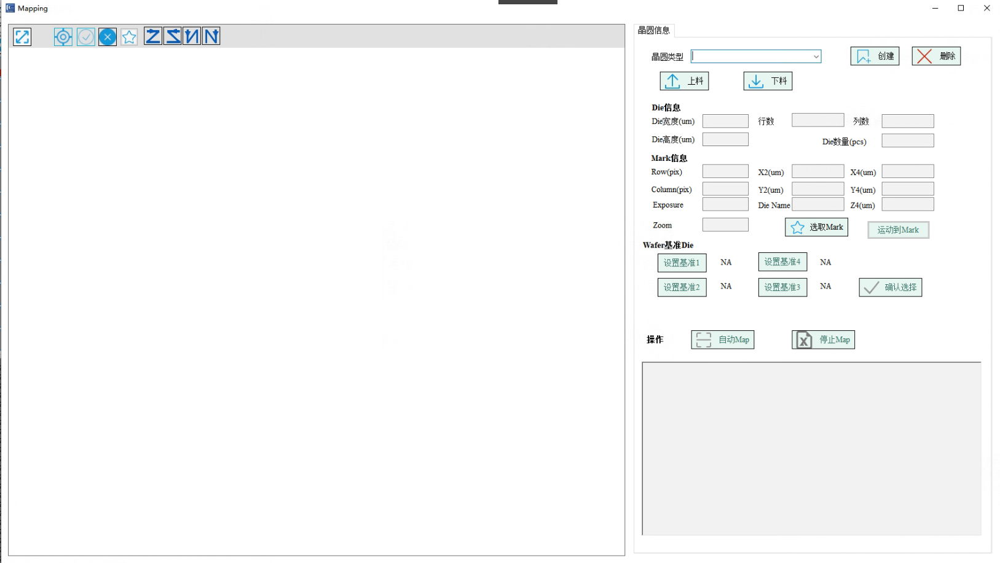 Mapping
晶圆信息
晶圆类型
创建
删除
上料
下料
Die信息
Die宽度(um)
行数
列数
Die高度(um)
Die数量(pcs)
Mark信息
Row(pix)
X2(um)
X4(um)
Column(pix)
Y2(um)
Y4(um)
Exposure
Die Name
Z4(um)
Zoom
选取Mark
运动到Mark
Wafer基准Die
设置基准1
NA
设置基准4
NA
设置基准2
NA
设置基准3
NA
确认选择
操作
自动Map
停止Map